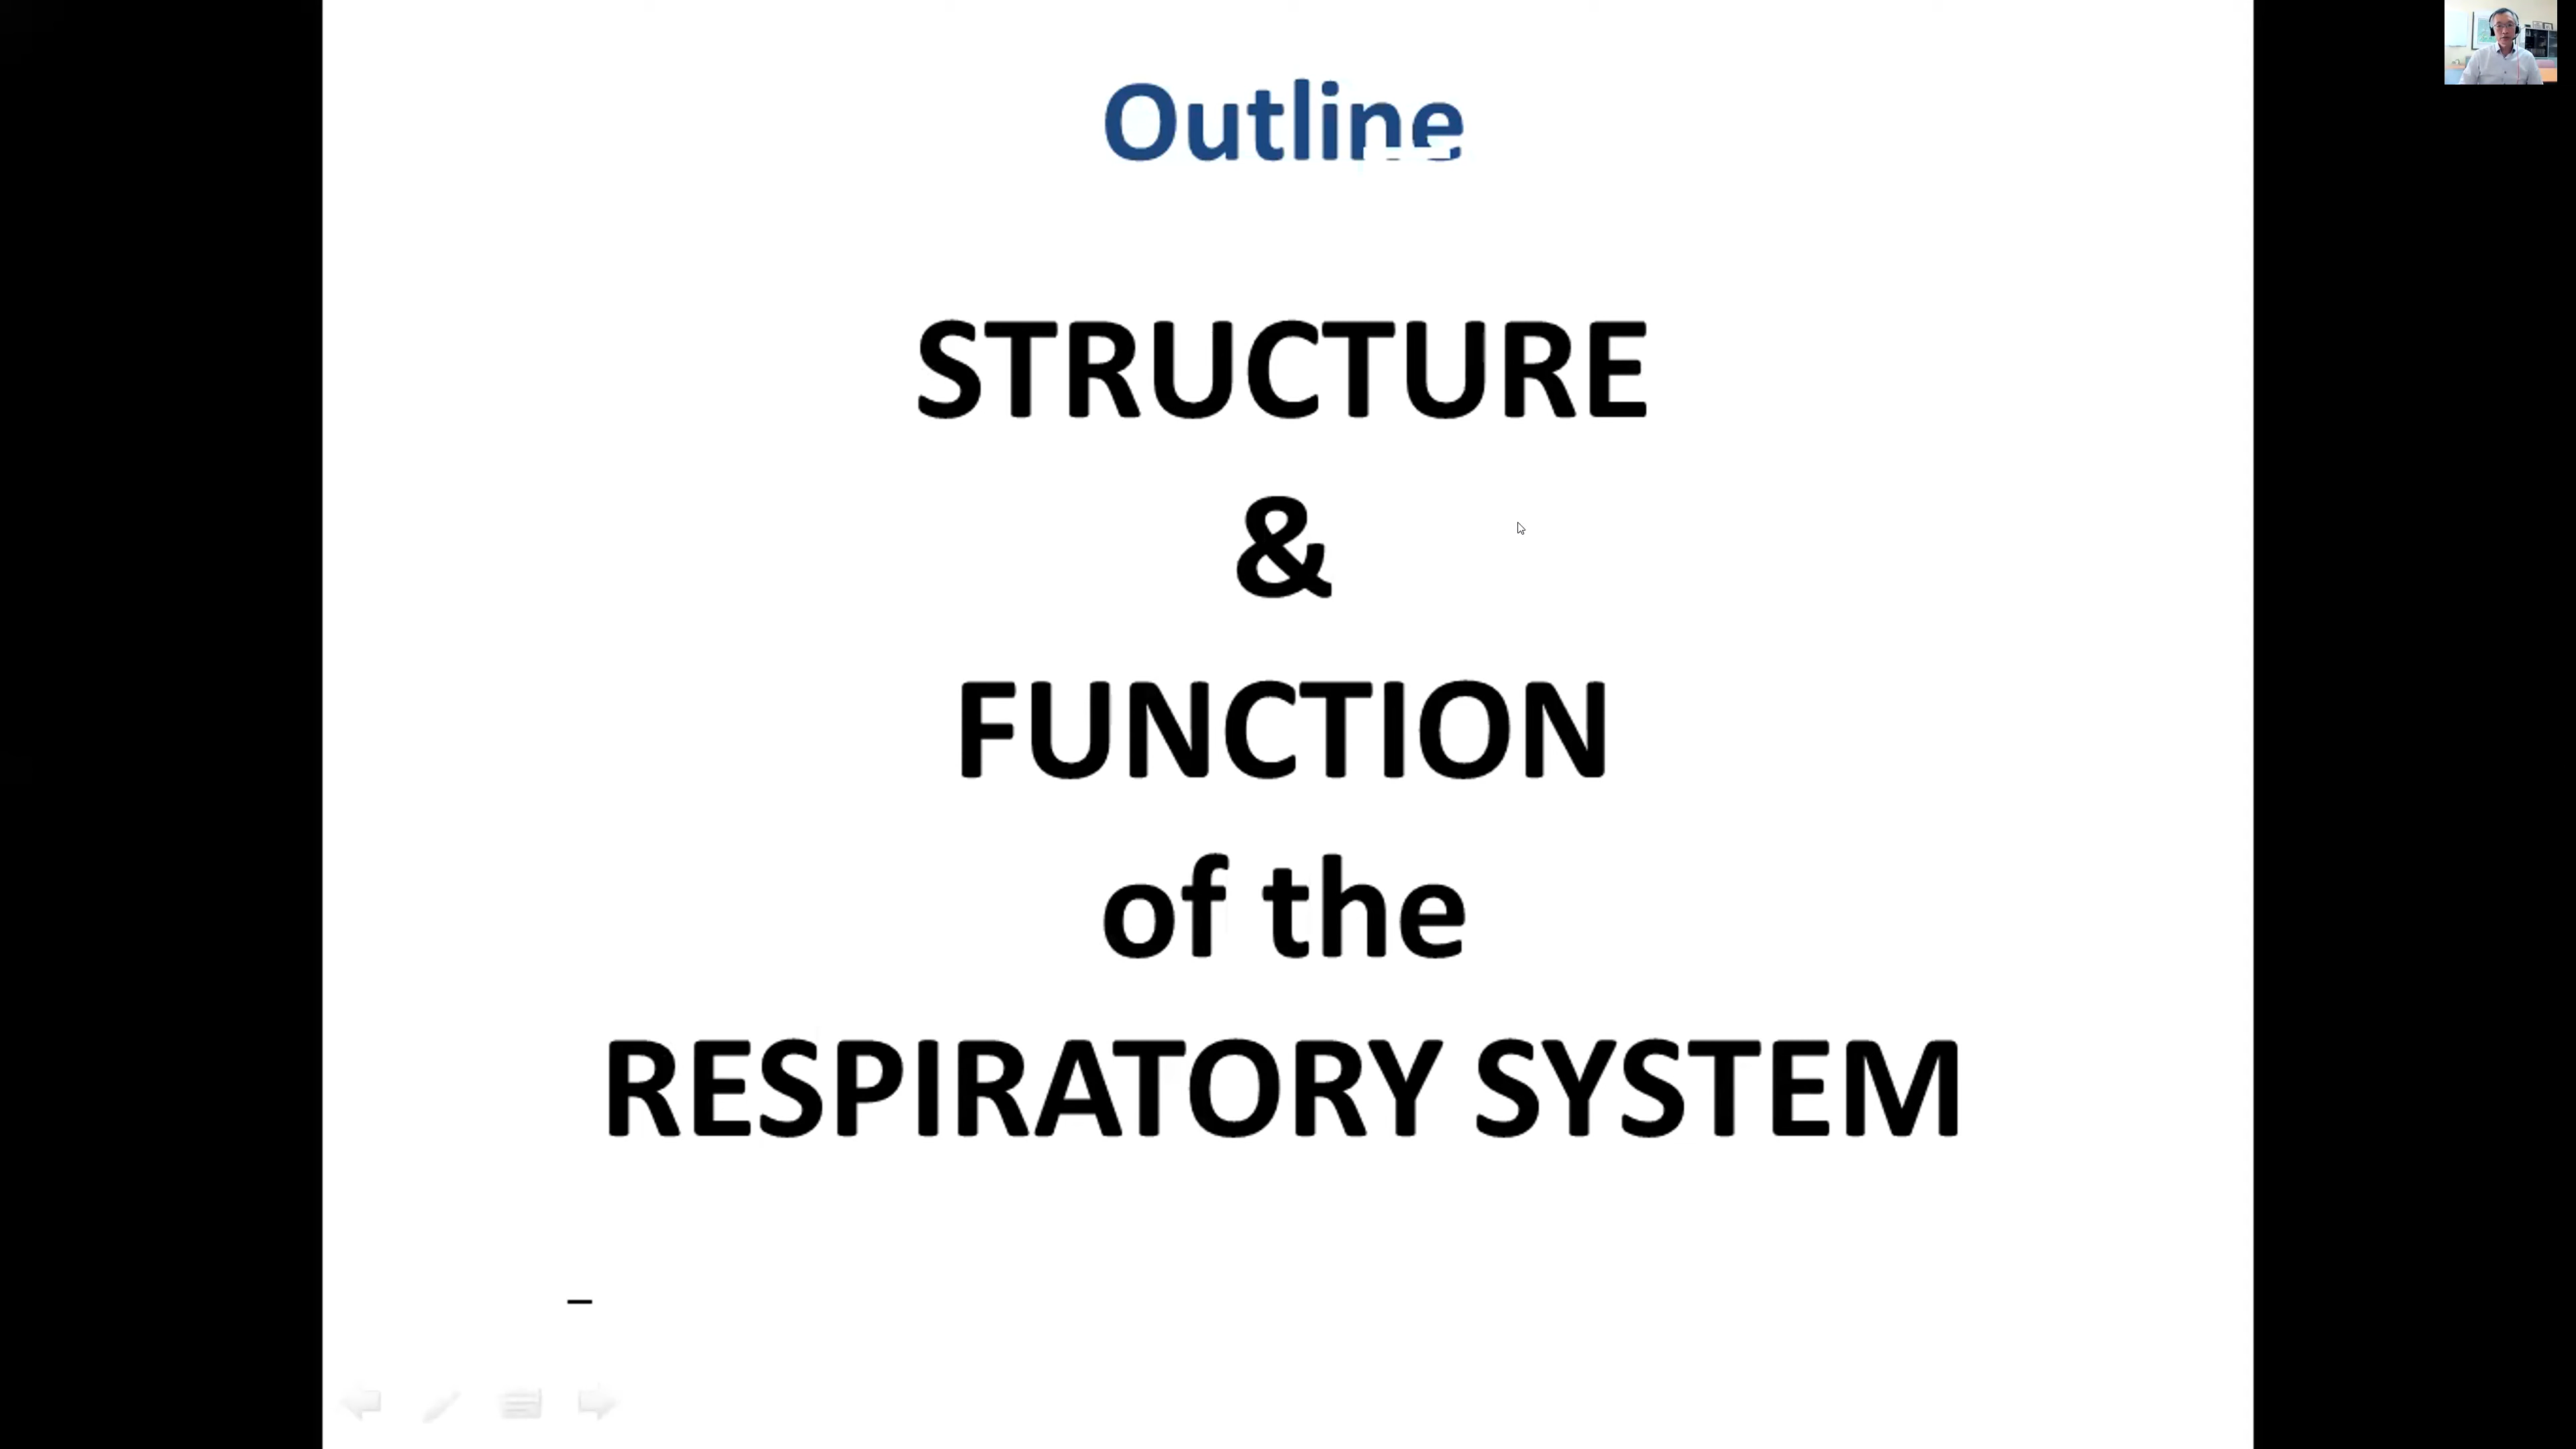 Outline
STRUCTURE
&
FUNCTION
of the
RESPIRATORY SYSTEM
–